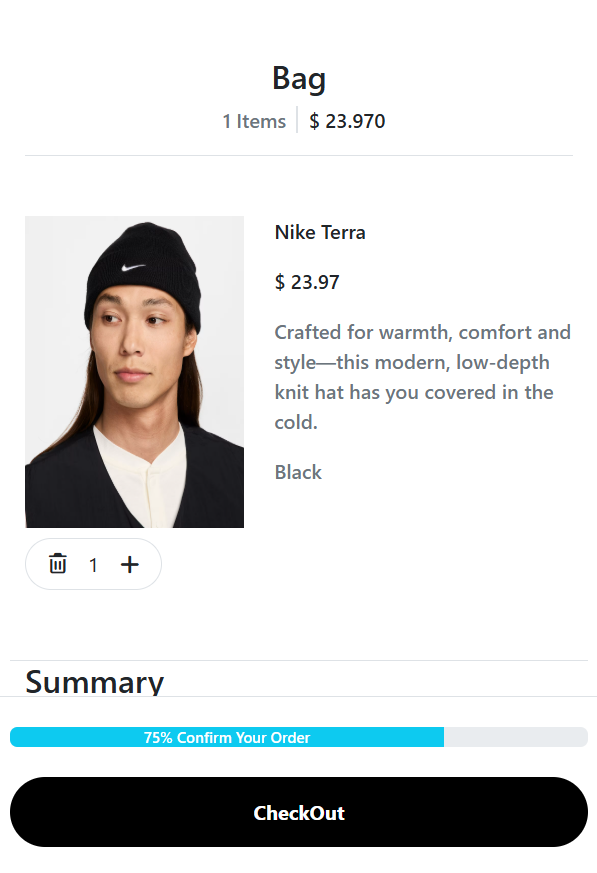 Bag
1 Items
$ 23.970
Nike Terra
$ 23.97
Crafted for warmth, comfort and
style—this modern, low-depth
knit hat has you covered in the
cold.
Black
1
Summary
75% Confirm Your Order
CheckOut